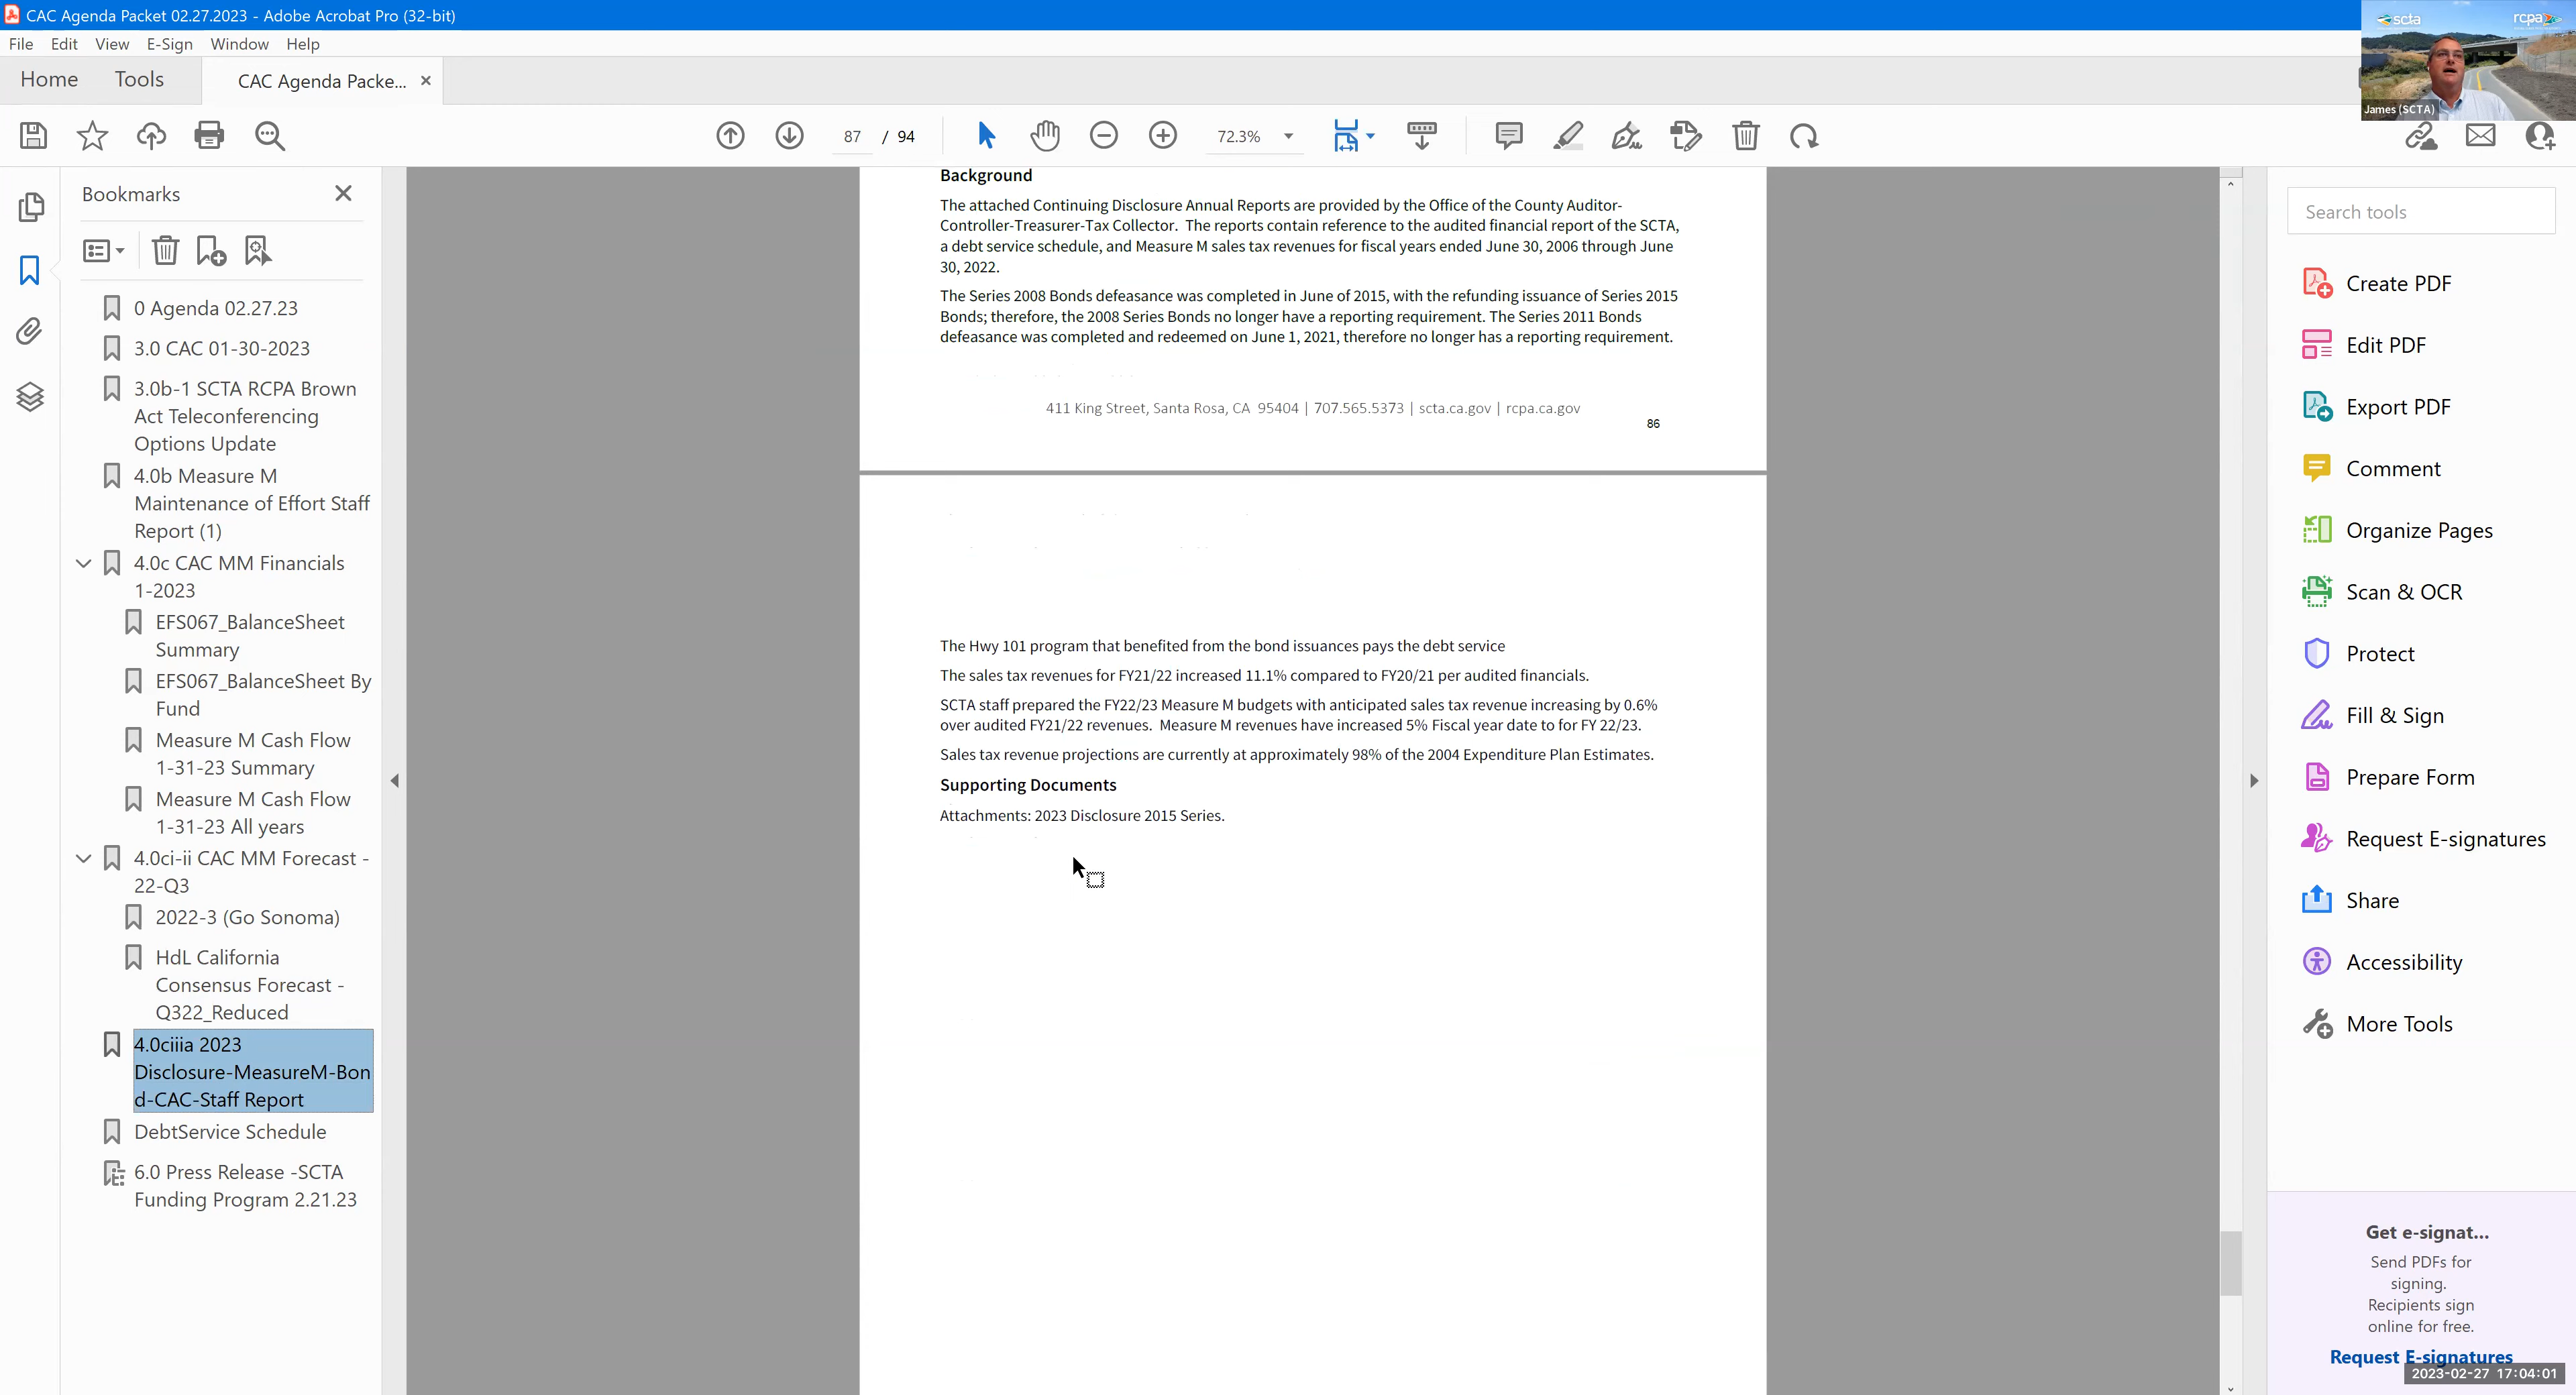 CAC Agenda Packet 02.27.2023 - Adobe Acrobat Pro (32-bit)
File Edit View E-Sign Window Help
Home Tools CAC Agenda Packe...
87 / 94
72.3%
scta
rcpa
James (SCTA)
Bookmarks
0 Agenda 02.27.23
3.0 CAC 01-30-2023
3.0b-1 SCTA RCPA Brown
Act Teleconferencing
Options Update
4.0b Measure M
Maintenance of Effort Staff
Report (1)
4.0c CAC MM Financials
1-2023
EFS067_BalanceSheet
Summary
EFS067_BalanceSheet By
Fund
Measure M Cash Flow
1-31-23 Summary
Measure M Cash Flow
1-31-23 All years
4.0ci-ii CAC MM Forecast -
22-Q3
2022-3 (Go Sonoma)
HdL California
Consensus Forecast -
Q322_Reduced
4.0ciiia 2023
Disclosure-MeasureM-Bon
d-CAC-Staff Report
DebtService Schedule
6.0 Press Release -SCTA
Funding Program 2.21.23
Background
The attached Continuing Disclosure Annual Reports are provided by the Office of the County Auditor-
Controller-Treasurer-Tax Collector. The reports contain reference to the audited financial report of the SCTA,
a debt service schedule, and Measure M sales tax revenues for fiscal years ended June 30, 2006 through June
30, 2022.
The Series 2008 Bonds defeasance was completed in June of 2015, with the refunding issuance of Series 2015
Bonds; therefore, the 2008 Series Bonds no longer have a reporting requirement. The Series 2011 Bonds
defeasance was completed and redeemed on June 1, 2021, therefore no longer has a reporting requirement.
411 King Street, Santa Rosa, CA 95404 | 707.565.5373 | scta.ca.gov | rcpa.ca.gov
86
The Hwy 101 program that benefited from the bond issuances pays the debt service
The sales tax revenues for FY21/22 increased 11.1% compared to FY20/21 per audited financials.
SCTA staff prepared the FY22/23 Measure M budgets with anticipated sales tax revenue increasing by 0.6%
over audited FY21/22 revenues. Measure M revenues have increased 5% Fiscal year date to for FY 22/23.
Sales tax revenue projections are currently at approximately 98% of the 2004 Expenditure Plan Estimates.
Supporting Documents
Attachments: 2023 Disclosure 2015 Series.
Search tools
Create PDF
Edit PDF
Export PDF
Comment
Organize Pages
Scan & OCR
Protect
Fill & Sign
Prepare Form
Request E-signatures
Share
Accessibility
More Tools
Get e-signat...
Send PDFs for
signing.
Recipients sign
online for free.
Request E-signatures
2023-02-27 17:04:01